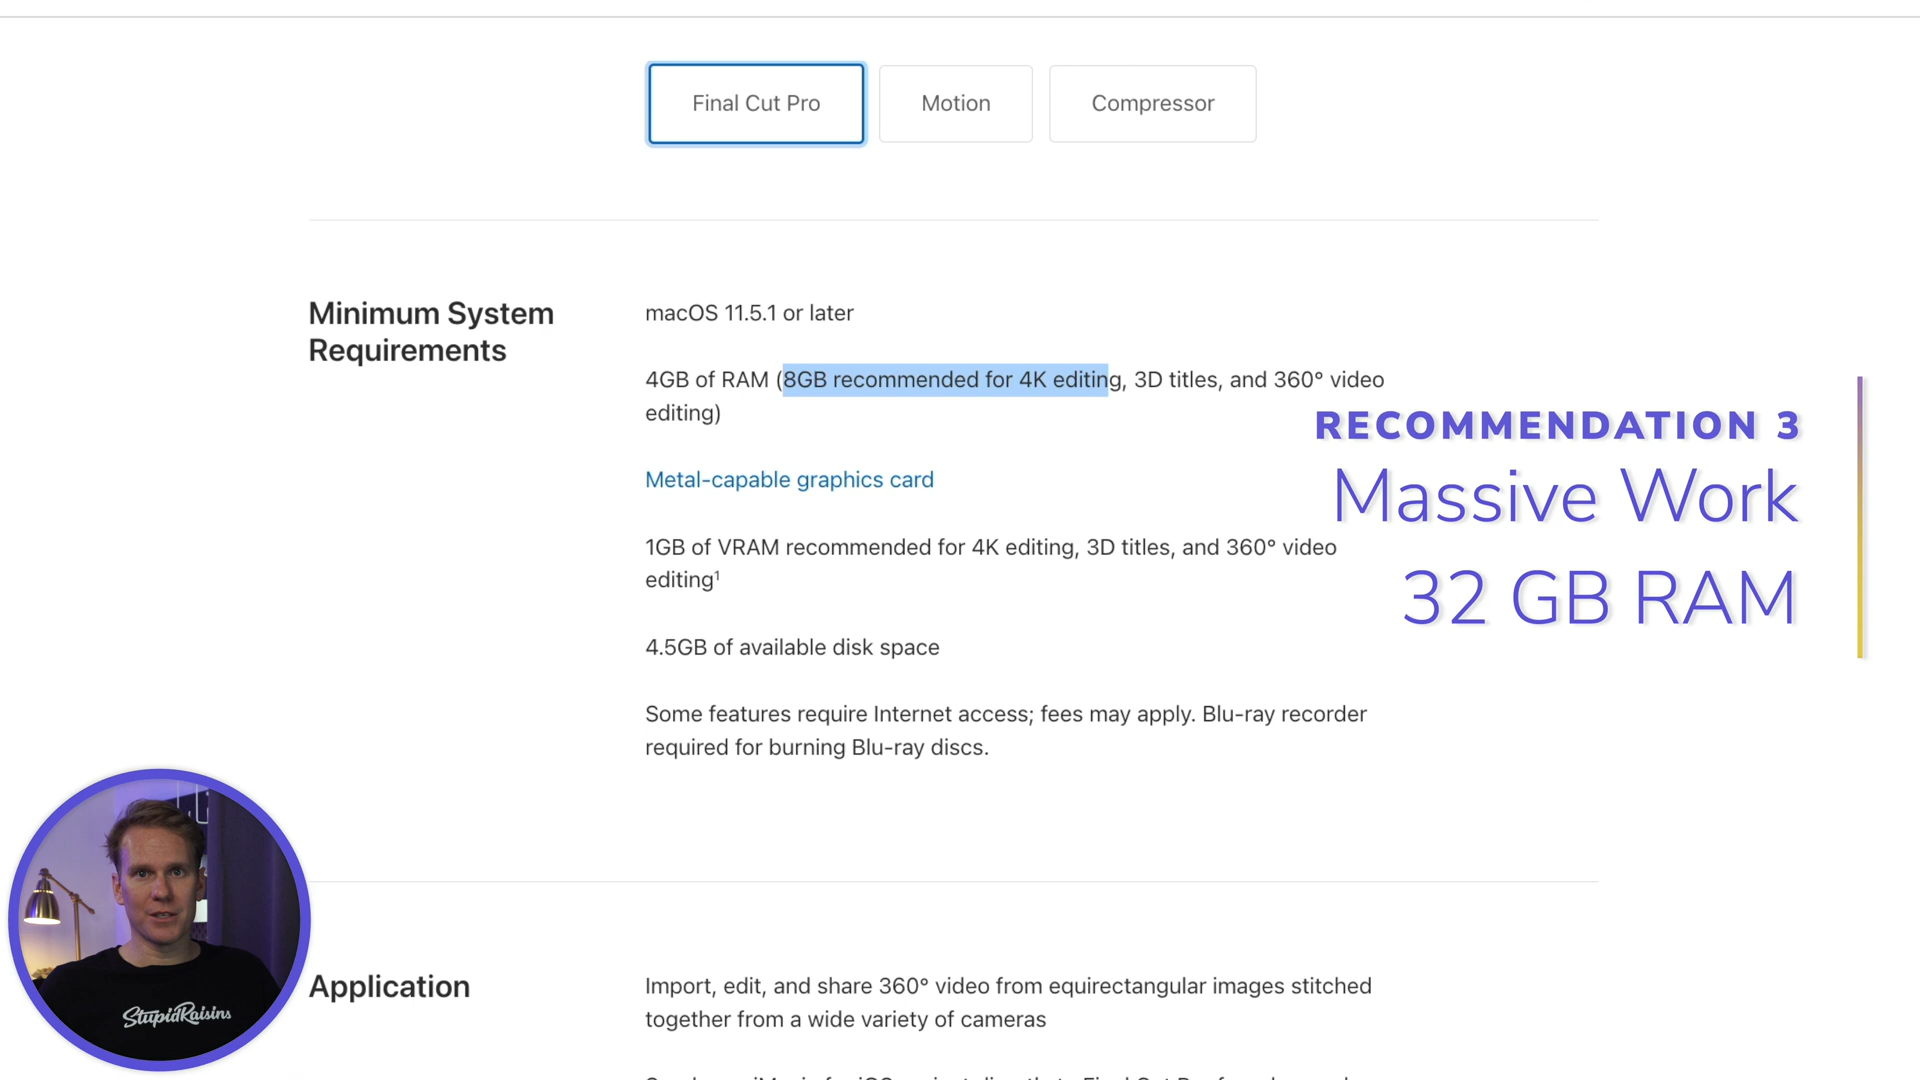 Final Cut Pro
Motion
Compressor
Minimum System
Requirements
macOS 11.5.1 or later
4GB of RAM (8GB recommended for 4K editing, 3D titles, and 360° video
editing)
Metal-capable graphics card
1GB of VRAM recommended for 4K editing, 3D titles, and 360° video
editing¹
4.5GB of available disk space
Some features require Internet access; fees may apply. Blu-ray recorder
required for burning Blu-ray discs.
RECOMMENDATION 3
Massive Work
32 GB RAM
Application
Import, edit, and share 360° video from equirectangular images stitched
together from a wide variety of cameras
StupidRaisins